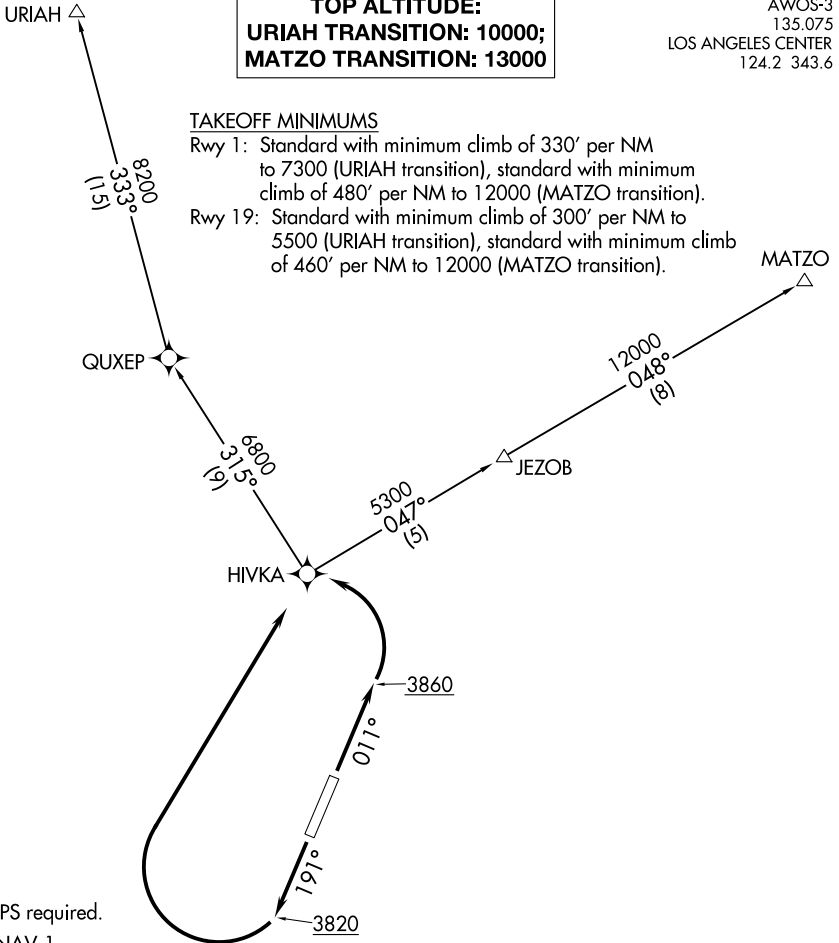 TOP ALTITUDE:
URIAH TRANSITION: 10000;
MATZO TRANSITION: 13000
AWOS-3
135.075
LOS ANGELES CENTER
124.2 343.6
URIAH
TAKEOFF MINIMUMS
Rwy 1: Standard with minimum climb of 330' per NM
to 7300 (URIAH transition), standard with minimum
climb of 480' per NM to 12000 (MATZO transition).
Rwy 19: Standard with minimum climb of 300' per NM to
5500 (URIAH transition), standard with minimum climb
of 460' per NM to 12000 (MATZO transition).
8200
333°
(15)
MATZO
QUXEP
12000
048°
(8)
6800
315°
(9)
JEZOB
5300
047°
(5)
HIVKA
3860
011°
191°
3820
PS required.